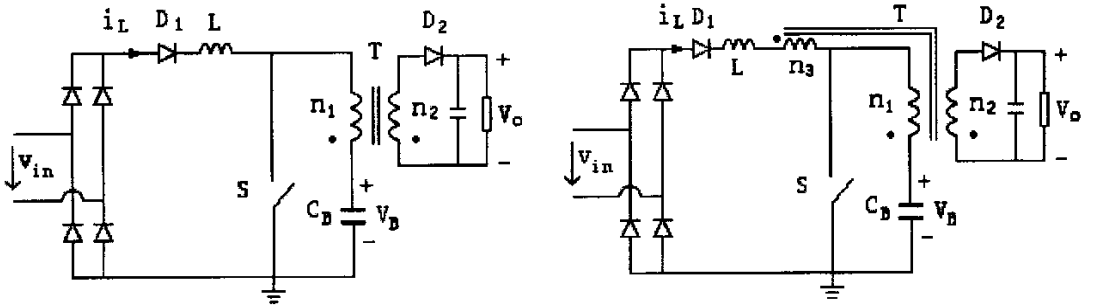 i_L D_1 L
T
D_2
+
n_1
n_2
V_o
-
v_in
S
C_B
+
V_B
-
i_L D_1
L
n_3
T
D_2
+
n_1
n_2
V_o
-
v_in
S
C_B
+
V_B
-